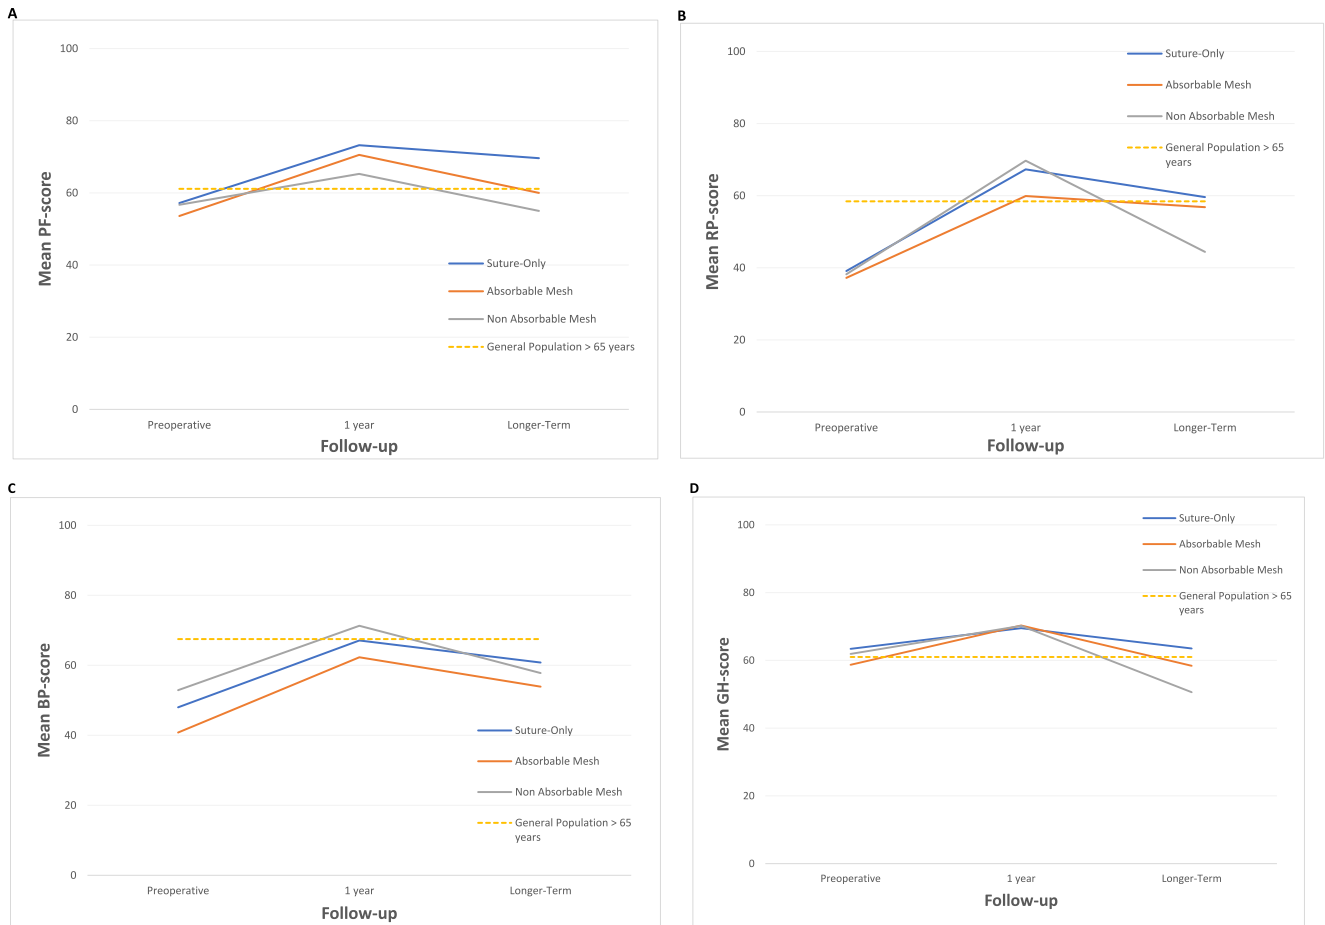 A
100
80
60
40
20
0
Mean PF-score
Preoperative
1 year
Longer-Term
Follow-up
Suture-Only
Absorbable Mesh
Non Absorbable Mesh
General Population > 65 years
B
100
80
60
40
20
0
Mean RP-score
Preoperative
1 year
Longer-Term
Follow-up
Suture-Only
Absorbable Mesh
Non Absorbable Mesh
General Population > 65
years
C
100
80
60
40
20
0
Mean BP-score
Preoperative
1 year
Longer-Term
Follow-up
Suture-Only
Absorbable Mesh
Non Absorbable Mesh
General Population > 65
years
D
100
80
60
40
20
0
Mean GH-score
Preoperative
1 year
Longer-Term
Follow-up
Suture-Only
Absorbable Mesh
Non Absorbable Mesh
General Population > 65
years